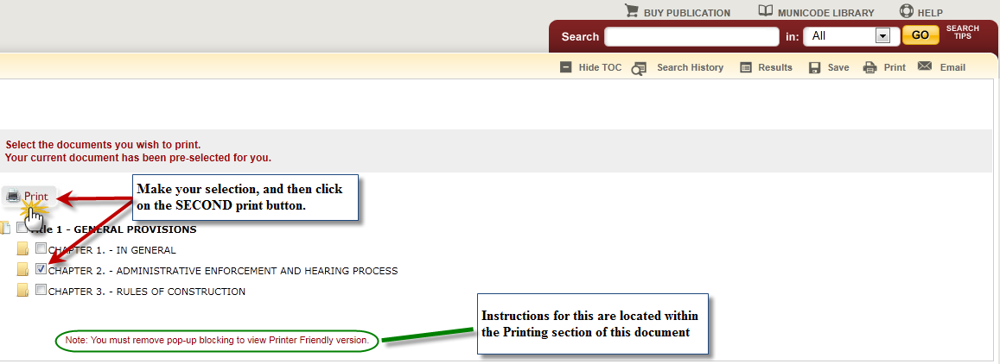 BUY PUBLICATION MUNICODE LIBRARY HELP
Search in: All GO SEARCH TIPS
Hide TOC Search History Results Save Print Email
Select the documents you wish to print.
Your current document has been pre-selected for you.
Print
Make your selection, and then click
on the SECOND print button.
Title 1 - GENERAL PROVISIONS
CHAPTER 1. - IN GENERAL
CHAPTER 2. - ADMINISTRATIVE ENFORCEMENT AND HEARING PROCESS
CHAPTER 3. - RULES OF CONSTRUCTION
Instructions for this are located within
the Printing section of this document
Note: You must remove pop-up blocking to view Printer Friendly version.